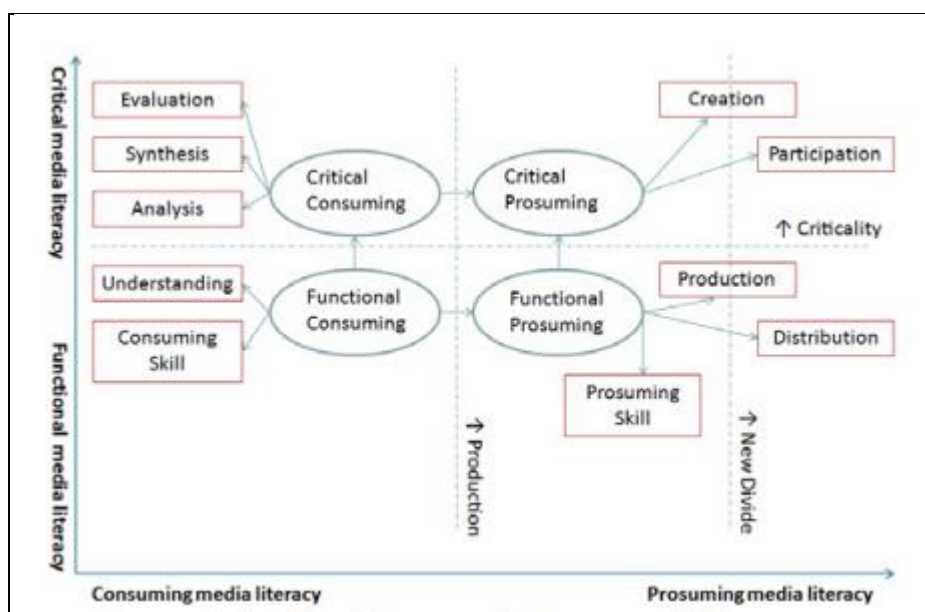 Critical media literacy
Functional media literacy
Evaluation
Synthesis
Analysis
Critical
Consuming
Critical
Prosuming
Creation
Participation
↑ Criticality
Understanding
Consuming
Skill
Functional
Consuming
Functional
Prosuming
Production
Distribution
Prosuming
Skill
↑ Production
↑ New Divide
Consuming media literacy
Prosuming media literacy